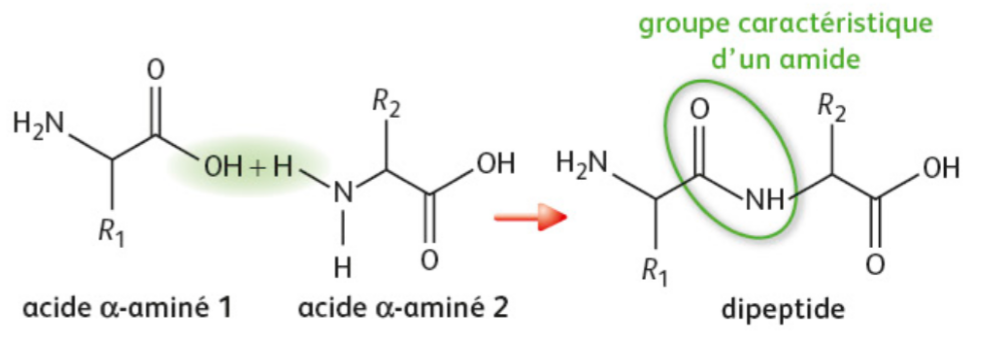 groupe caractéristique
d'un amide
O
H₂N
OH + H
R₁
R₂
N
H
OH
O
O
H₂N
R₁
NH
R₂
OH
O
acide α-aminé 1
acide α-aminé 2
dipeptide